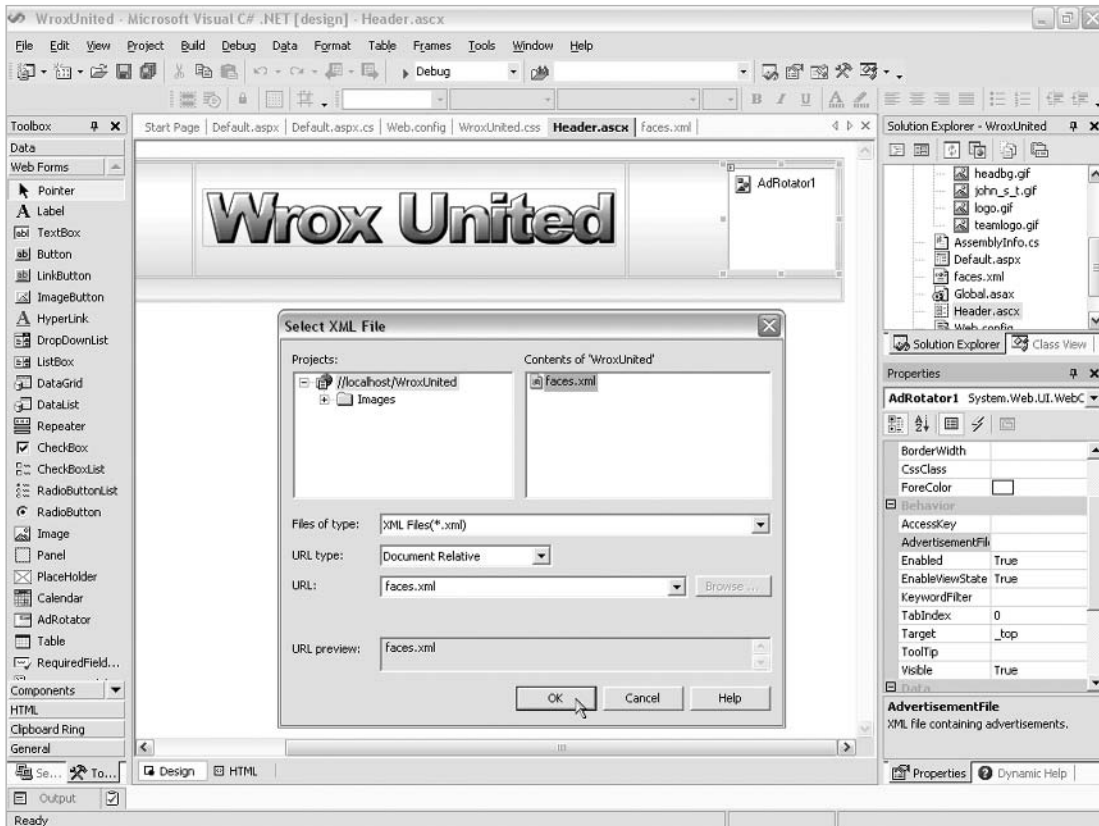 WroxUnited - Microsoft Visual C# .NET [design] - Header.ascx
File Edit View Project Build Debug Data Format Table Frames Tools Window Help
Debug
Toolbox
Data
Web Forms
Pointer
Label
TextBox
Button
LinkButton
ImageButton
HyperLink
DropDownList
ListBox
DataGrid
DataList
Repeater
CheckBox
CheckBoxList
RadioButtonList
RadioButton
Image
Panel
PlaceHolder
Calendar
AdRotator
Table
RequiredField...
Components
HTML
Clipboard Ring
General
Se... To...
Start Page Default.aspx Default.aspx.cs Web.config WroxUnited.css Header.ascx faces.xml
Wrox United
AdRotator1
Select XML File
Projects:
//localhost/WroxUnited
Images
Contents of 'WroxUnited'
faces.xml
Files of type: XML Files(*.xml)
URL type: Document Relative
URL: faces.xml Browse ...
URL preview: faces.xml
OK Cancel Help
Design HTML
Solution Explorer - WroxUnited
headbg.gif
john_s_t.gif
logo.gif
teamlogo.gif
AssemblyInfo.cs
Default.aspx
faces.xml
Global.asax
Header.ascx
Web.config
Solution Explorer Class View
Properties
AdRotator1 System.Web.UI.WebC
BorderWidth
CssClass
ForeColor
Behavior
AccessKey
AdvertisementFil
Enabled True
EnableViewState True
KeywordFilter
TabIndex 0
Target _top
ToolTip
Visible True
Data
AdvertisementFile
XML file containing advertisements.
Properties Dynamic Help
Output
Ready